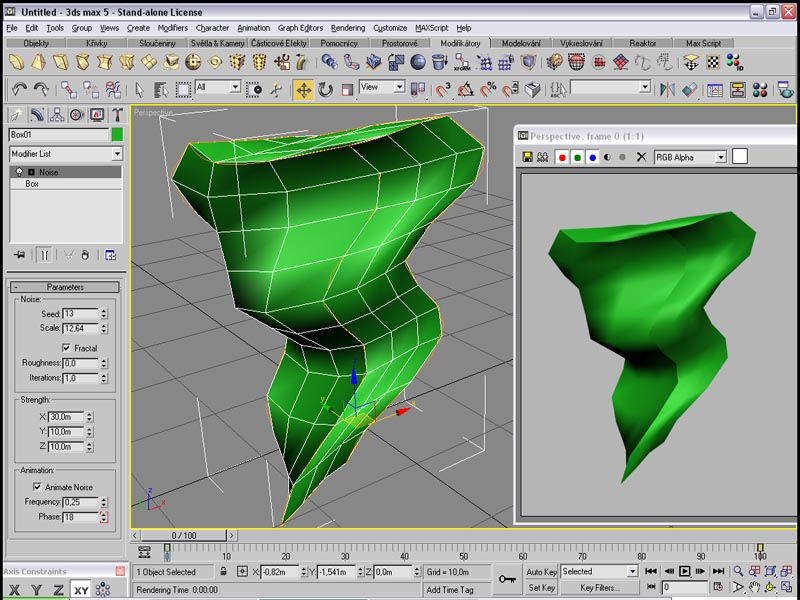 Untitled - 3ds max 5 - Stand-alone License
File Edit Tools Group Views Create Modifiers Character Animation Graph Editors Rendering Customize MAXScript Help
Objekty Křivky Sloučeniny Světla & Kamery Částicové Efekty Pomocníci Prostorové Modifikátory Modelování Vykreslování Reaktor Max Script
XFORM
ID
All
View
ABC
Perspective
Box01
Modifier List
Noise
Box
- Parameters
Noise:
Seed: 13
Scale: 12,64
Fractal
Roughness: 0,0
Iterations: 1,0
Strength:
X: 30,0m
Y: 10,0m
Z: 10,0m
Animation:
Animate Noise
Frequency: 0,25
Phase: 18
Perspective, frame 0 (1:1)
RGB Alpha
z
y
x
z
x
0 / 100
10 20 30 40 50 60 70 80 90 100
Axis Constraints
X Y Z XY
1 Object Selected X: -0,82m Y: -1,541m Z: 0,0m Grid = 10,0m Auto Key Selected
Rendering Time: 0:00:00 Add Time Tag Set Key Key Filters... 0